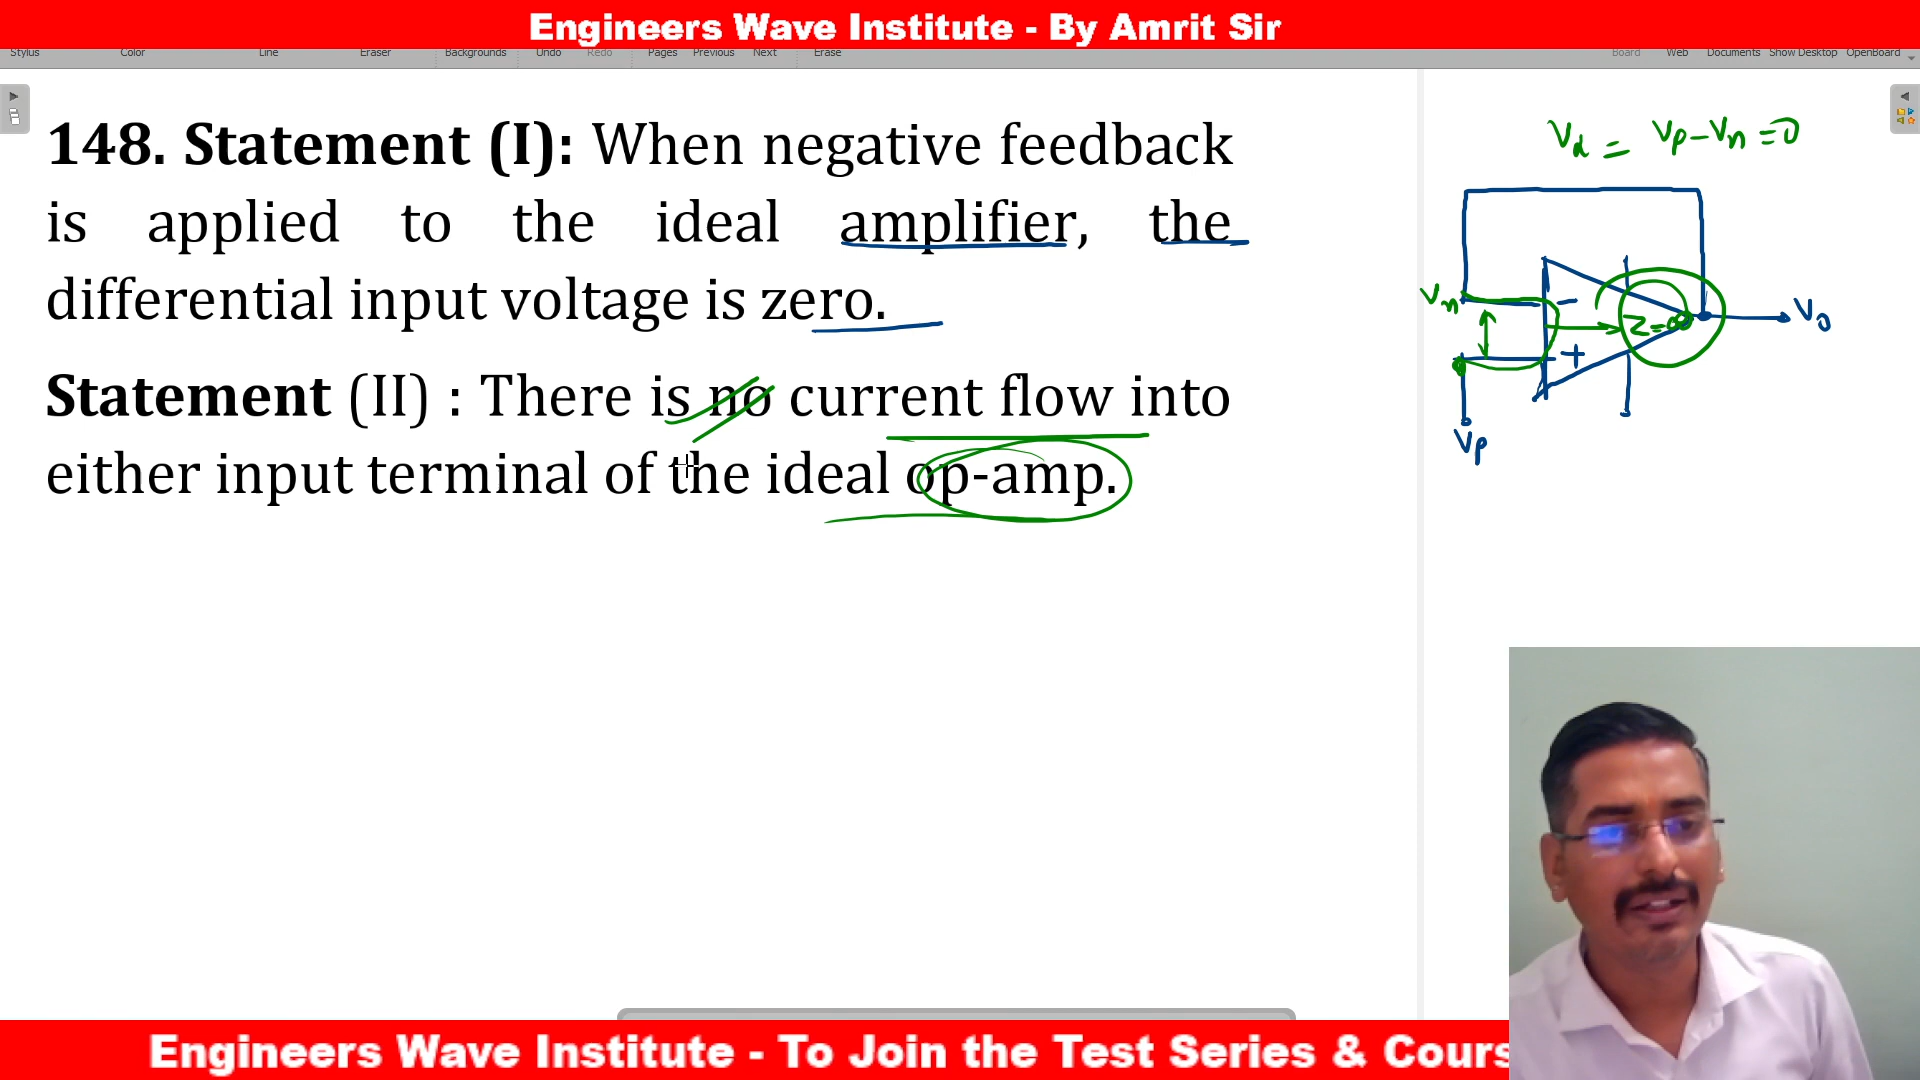 Engineers Wave Institute - By Amrit Sir
Stylus Color Line Eraser Backgrounds Undo Redo Pages Previous Next Erase Board Web Documents Show Desktop OpenBoard
148. Statement (I): When negative feedback
is applied to the ideal amplifier, the
differential input voltage is zero.
Statement (II) : There is no current flow into
either input terminal of the ideal op-amp.
Vd = Vp-Vn=0
Vn
-
Z=∞
V0
+
Vp
Engineers Wave Institute - To Join the Test Series & Cours